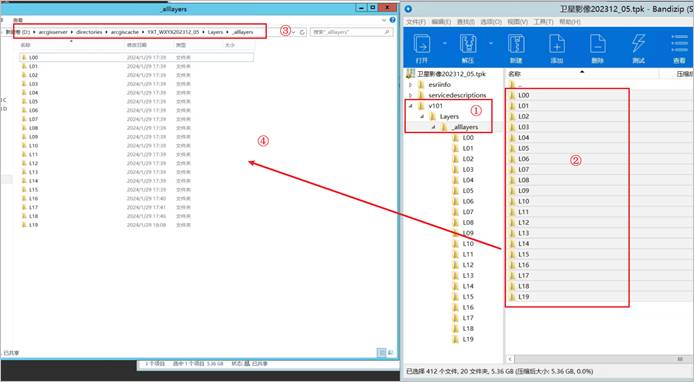 _alllayers
查看
新加卷 (D:) ▸ arcgisserver ▸ directories ▸ arcgiscache ▸ YKT_WXYX202312_05 ▸ Layers ▸ _alllayers
③
搜索"_alllayers"
名称 修改日期 类型 大小
L00 2024/1/29 17:39 文件夹
L01 2024/1/29 17:39 文件夹
L02 2024/1/29 17:39 文件夹
L03 2024/1/29 17:39 文件夹
L04 2024/1/29 17:39 文件夹
L05 2024/1/29 17:39 文件夹
L06 2024/1/29 17:39 文件夹
L07 2024/1/29 17:39 文件夹
L08 2024/1/29 17:39 文件夹
L09 2024/1/29 17:39 文件夹
L10 2024/1/29 17:39 文件夹
L11 2024/1/29 17:39 文件夹
L12 2024/1/29 17:39 文件夹
L13 2024/1/29 17:39 文件夹
L14 2024/1/29 17:39 文件夹
L15 2024/1/29 17:39 文件夹
L16 2024/1/29 17:40 文件夹
L17 2024/1/29 17:41 文件夹
L18 2024/1/29 17:46 文件夹
L19 2024/1/29 18:08 文件夹
④
已共享
1 个项目 选中 1 个项目 5.36 GB 状态: 已共享
卫星影像202312_05.tpk - Bandizip
文件(F) 编辑(E) 查找(I) 选项(O) 视图(V) 工具(T) 帮助(H)
打开 解压 新建 添加 删除 测试 查看
卫星影像202312_05.tpk
esriinfo
servicedescriptions
v101
①
Layers
_alllayers
L00
L01
L02
L03
L04
L05
L06
L07
L08
L09
L10
L11
L12
L13
L14
L15
L16
L17
L18
L19
名称 压缩后
..
L00
L01
L02
L03
L04
L05
L06
②
L07
L08
L09
L10
L11
L12
L13
L14
L15
L16
L17
L18
L19
已选择 412 个文件, 20 文件夹, 5.36 GB (压缩后大小: 5.36 GB, 0.0%)